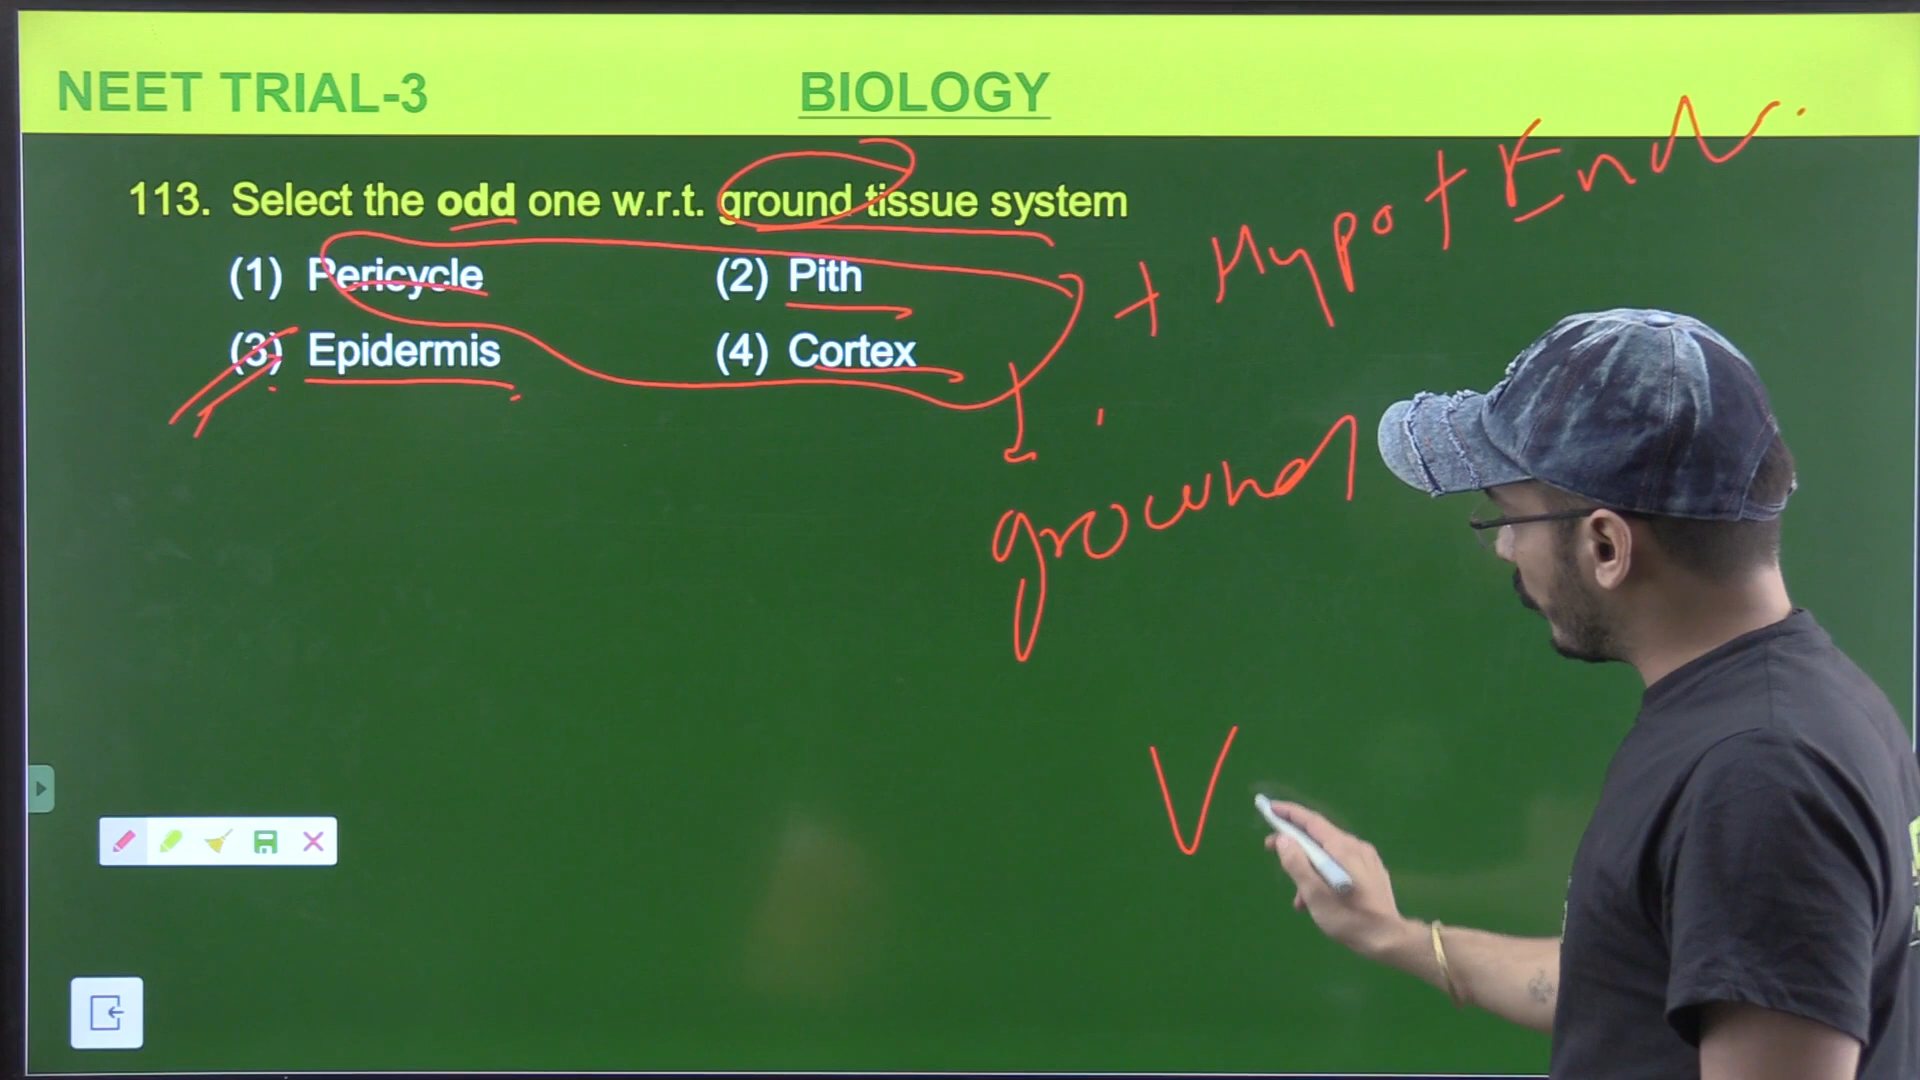 NEET TRIAL-3
BIOLOGY
113. Select the odd one w.r.t. ground tissue system
(1) Pericycle
(2) Pith
(3) Epidermis
(4) Cortex
+ Hypo + Endo.
ground
V